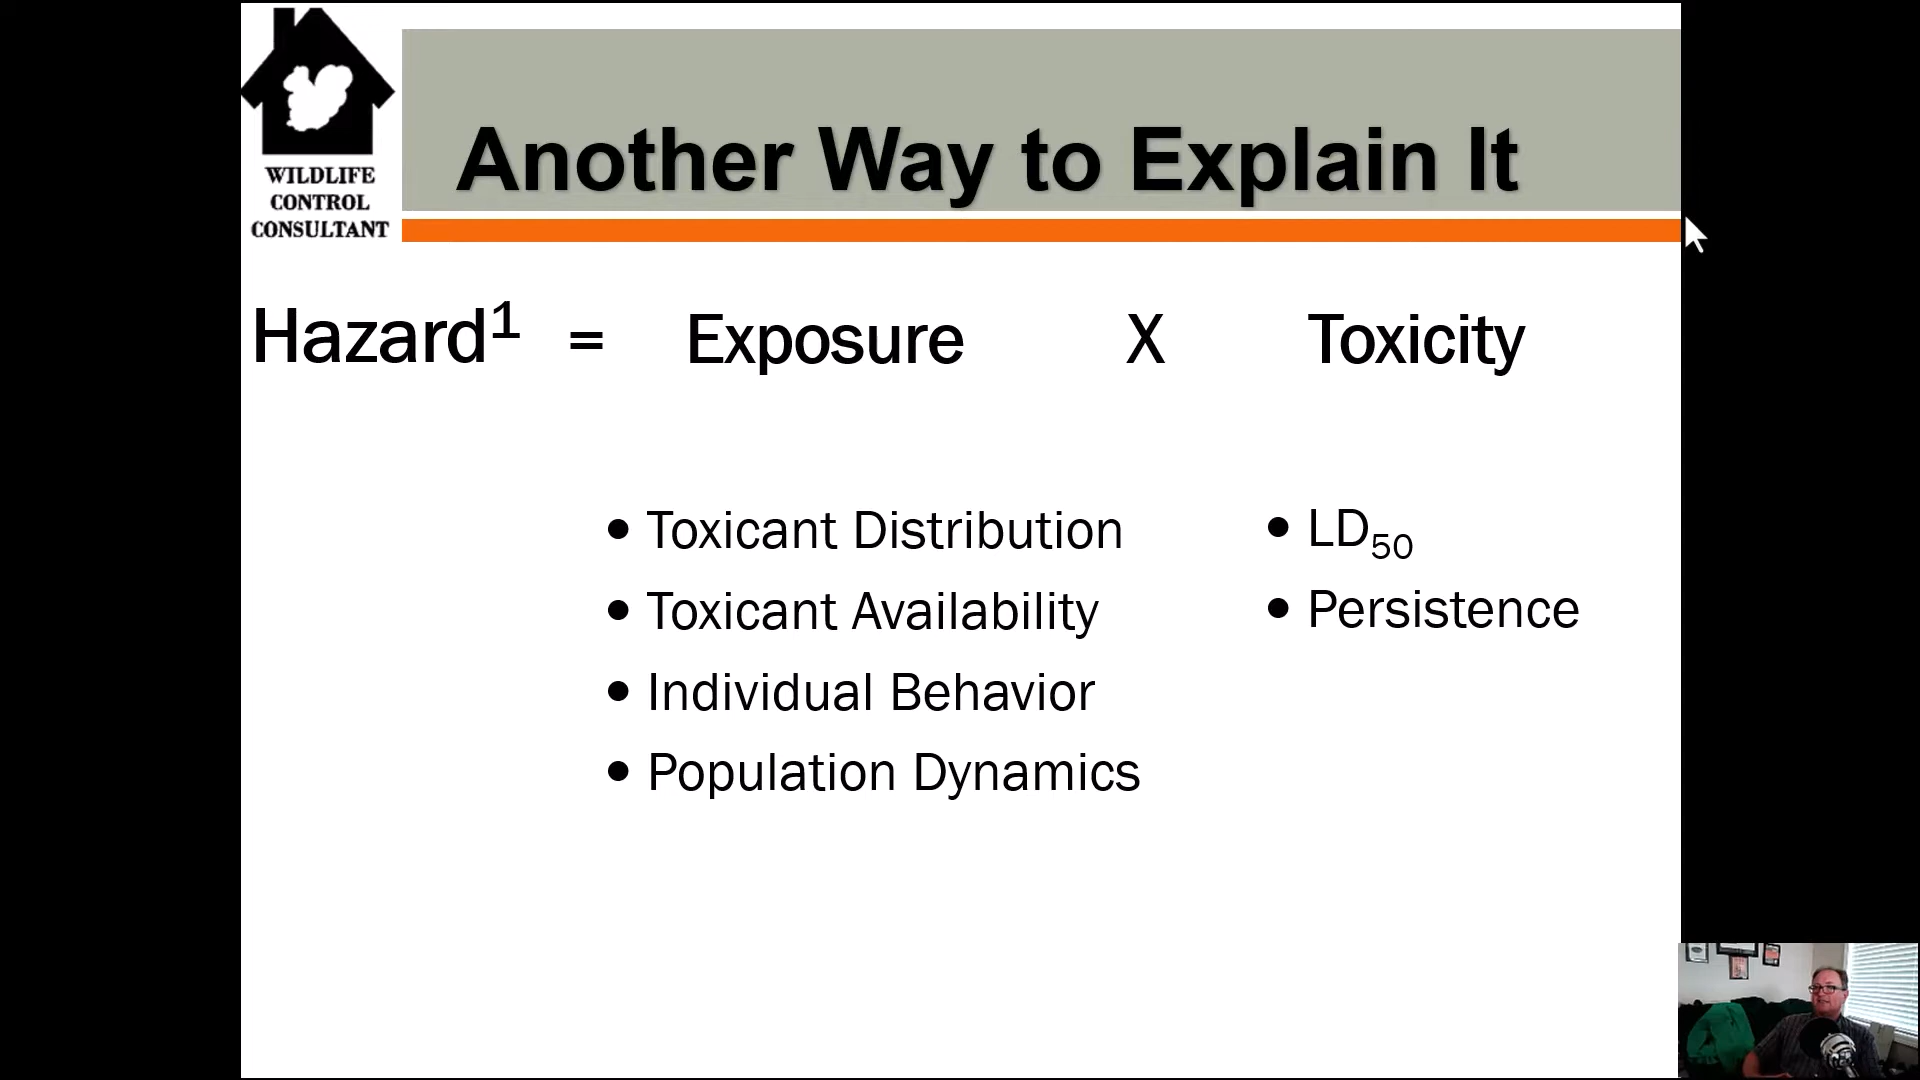 WILDLIFE
CONTROL
CONSULTANT
Another Way to Explain It
Hazard¹ = Exposure X Toxicity
• Toxicant Distribution
• Toxicant Availability
• Individual Behavior
• Population Dynamics
• LD₅₀
• Persistence